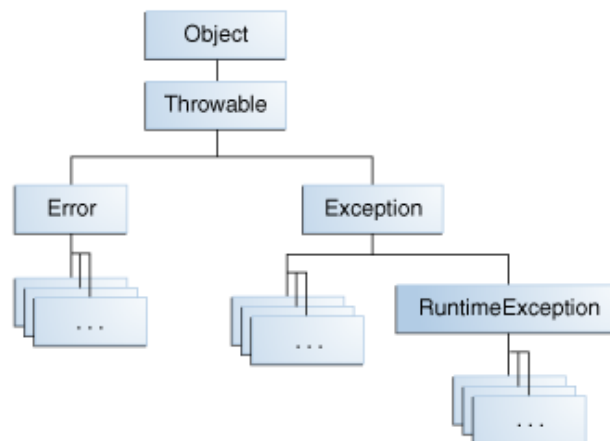 Object
Throwable
Error
Exception
...
...
RuntimeException
...